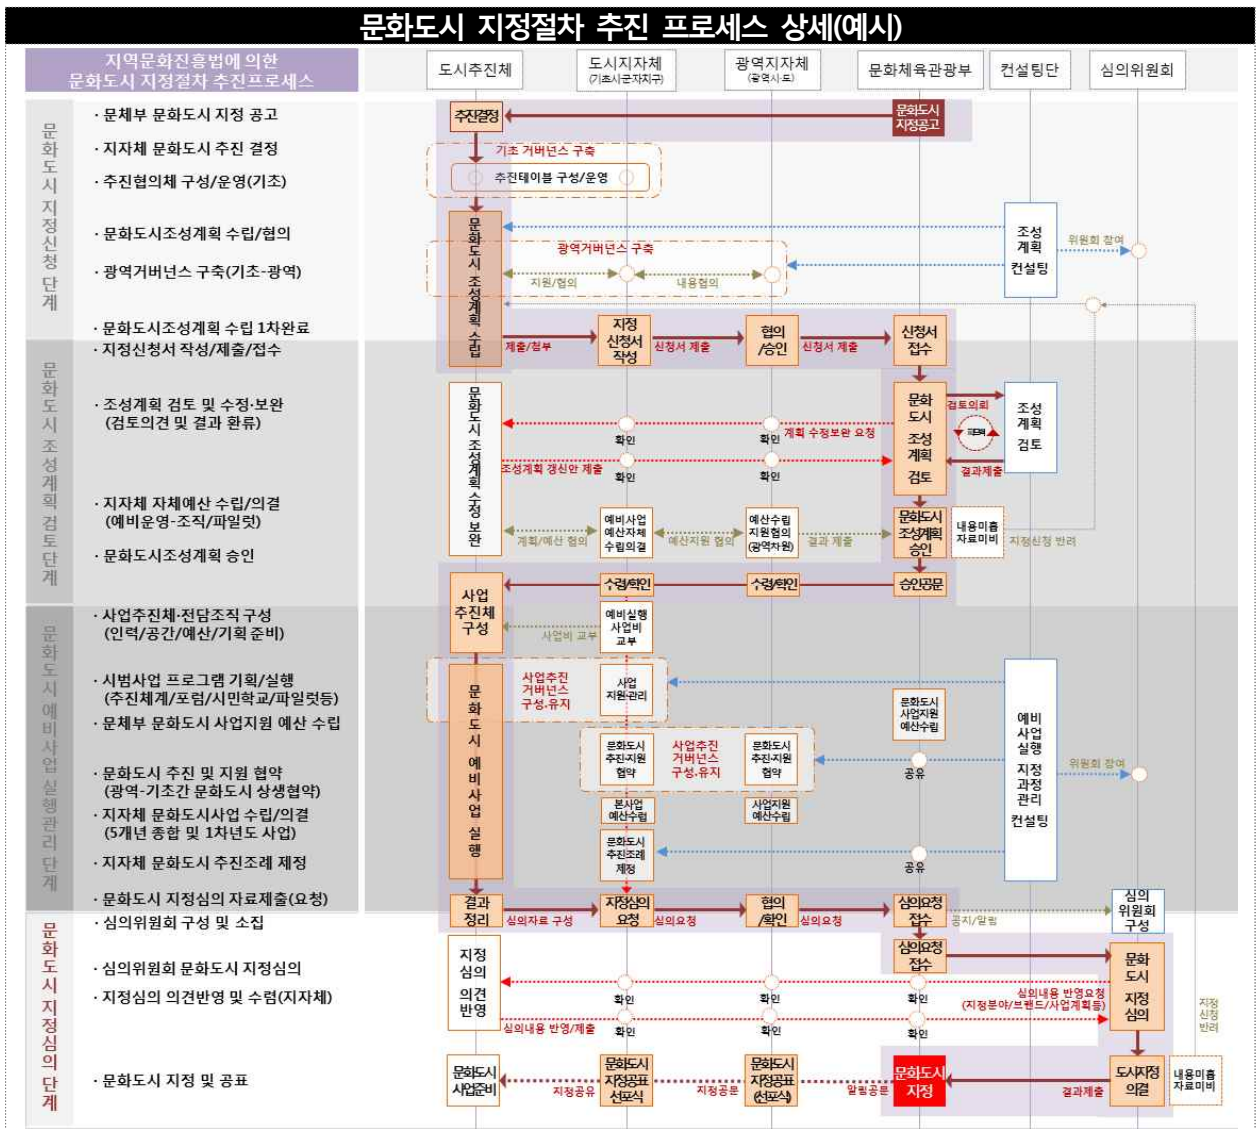 문화도시 지정절차 추진 프로세스 상세(예시)
지역문화진흥법에 의한
문화도시 지정절차 추진프로세스
도시추진체
도시지자체
(기초시·군자치구)
광역지자체
(광역시·도)
문화체육관광부
컨설팅단
심의위원회
문화도시 지정신청 단계
· 문체부 문화도시 지정 공고
· 지자체 문화도시 추진 결정
· 추진협의체 구성/운영(기초)
· 문화도시조성계획 수립/협의
· 광역거버넌스 구축(기초-광역)
· 문화도시조성계획 수립 1차완료
· 지정신청서 작성/제출/접수
추진결정
문화도시
지정공고
기초 거버넌스 구축
추진테이블 구성/운영
문화도시 조성계획 수립
광역거버넌스 구축
지원/협의
내용협의
조성
계획
컨설팅
위원회 참여
제출/첨부
지정
신청서
작성
신청서 제출
협의
/승인
신청서 제출
신청서
접수
문화도시 조성계획 검토 단계
· 조성계획 검토 및 수정·보완
(검토의견 및 결과 환류)
· 지자체 자체예산 수립/의결
(예비운영-조직/파일럿)
· 문화도시조성계획 승인
문화도시 조성계획 수정 보완
확인
확인
계획 수정보완 요청
조성계획 갱신안 제출
확인
확인
문화
도시
조성
계획
검토
검토의뢰
피드백
결과제출
조성
계획
검토
계획/예산 협의
예비사업
예산자체
수립의결
예산지원 협의
예산수립
지원협의
(광역차원)
결과 제출
문화도시
조성계획
승인
내용미흡
자료미비
지정신청 반려
수령/확인
수령/확인
승인공문
문화도시 예비사업 실행관리 단계
· 사업추진체·전담조직 구성
(인력/공간/예산/기획 준비)
· 시범사업 프로그램 기획/실행
(추진체계/포럼/시민학교/파일럿등)
· 문체부 문화도시 사업지원 예산 수립
· 문화도시 추진 및 지원 협약
(광역-기초간 문화도시 상생협약)
· 지자체 문화도시사업 수립/의결
(5개년 종합 및 1차년도 사업)
· 지자체 문화도시 추진조례 제정
· 문화도시 지정심의 자료제출(요청)
사업
추진체
구성
사업비 교부
예비실행
사업비
교부
문화도시 예비사업 실행
사업추진
거버넌스
구성.유지
사업
지원·관리
문화도시
사업지원
예산수립
문화도시
추진·지원
협약
사업추진
거버넌스
구성.유지
문화도시
추진·지원
협약
공유
예비
사업
실행
지정
과정
관리
컨설팅
위원회 참여
본사업
예산수립
사업지원
예산수립
문화도시
추진조례
제정
공유
결과
정리
심의자료 구성
지정심의
요청
심의요청
협의
/확인
심의요청
심의요청
접수
공지/알림
심의
위원회
구성
문화도시 지정심의 단계
· 심의위원회 구성 및 소집
· 심의위원회 문화도시 지정심의
· 지정심의 의견반영 및 수렴(지자체)
· 문화도시 지정 및 공표
지정
심의
의견
반영
심의요청
접수
문화
도시
지정
심의
확인
확인
확인
심의내용 반영요청
(지정분야/브랜드/사업계획등)
심의내용 반영/제출
확인
확인
확인
지정
신청
반려
문화도시
사업준비
지정공유
문화도시
지정공표
선포식
지정공문
문화도시
지정공표
(선포식)
알림공문
문화도시
지정
결과제출
도시지정
의결
내용미흡
자료미비